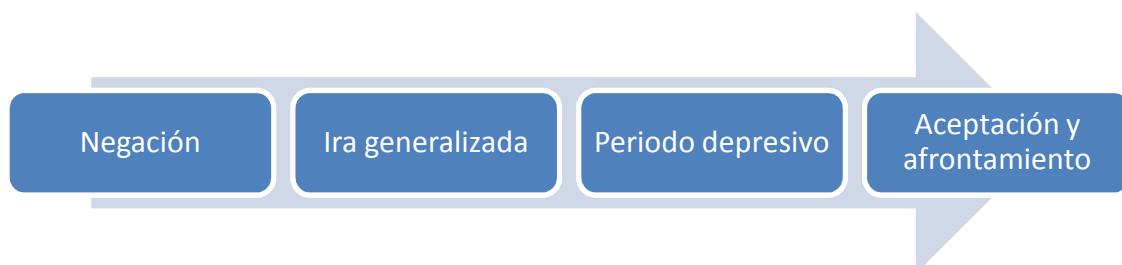 Negación
Ira generalizada
Periodo depresivo
Aceptación y
afrontamiento